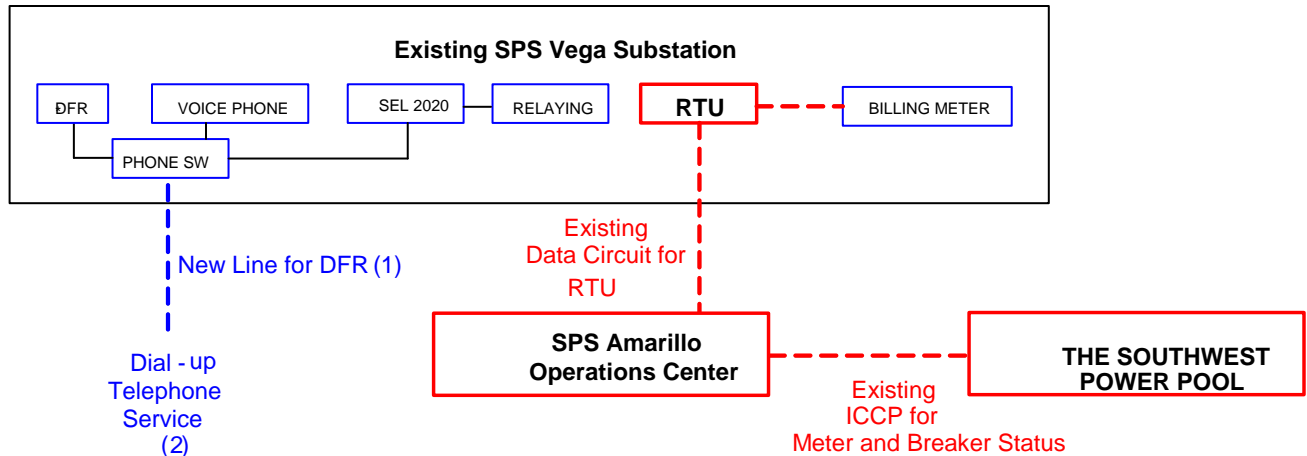 Existing SPS Vega Substation
DFR
VOICE PHONE
SEL 2020
RELAYING
RTU
BILLING METER
PHONE SW
New Line for DFR (1)
Dial - up
Telephone
Service
(2)
Existing
Data Circuit for
RTU
SPS Amarillo
Operations Center
THE SOUTHWEST
POWER POOL
Existing
ICCP for
Meter and Breaker Status